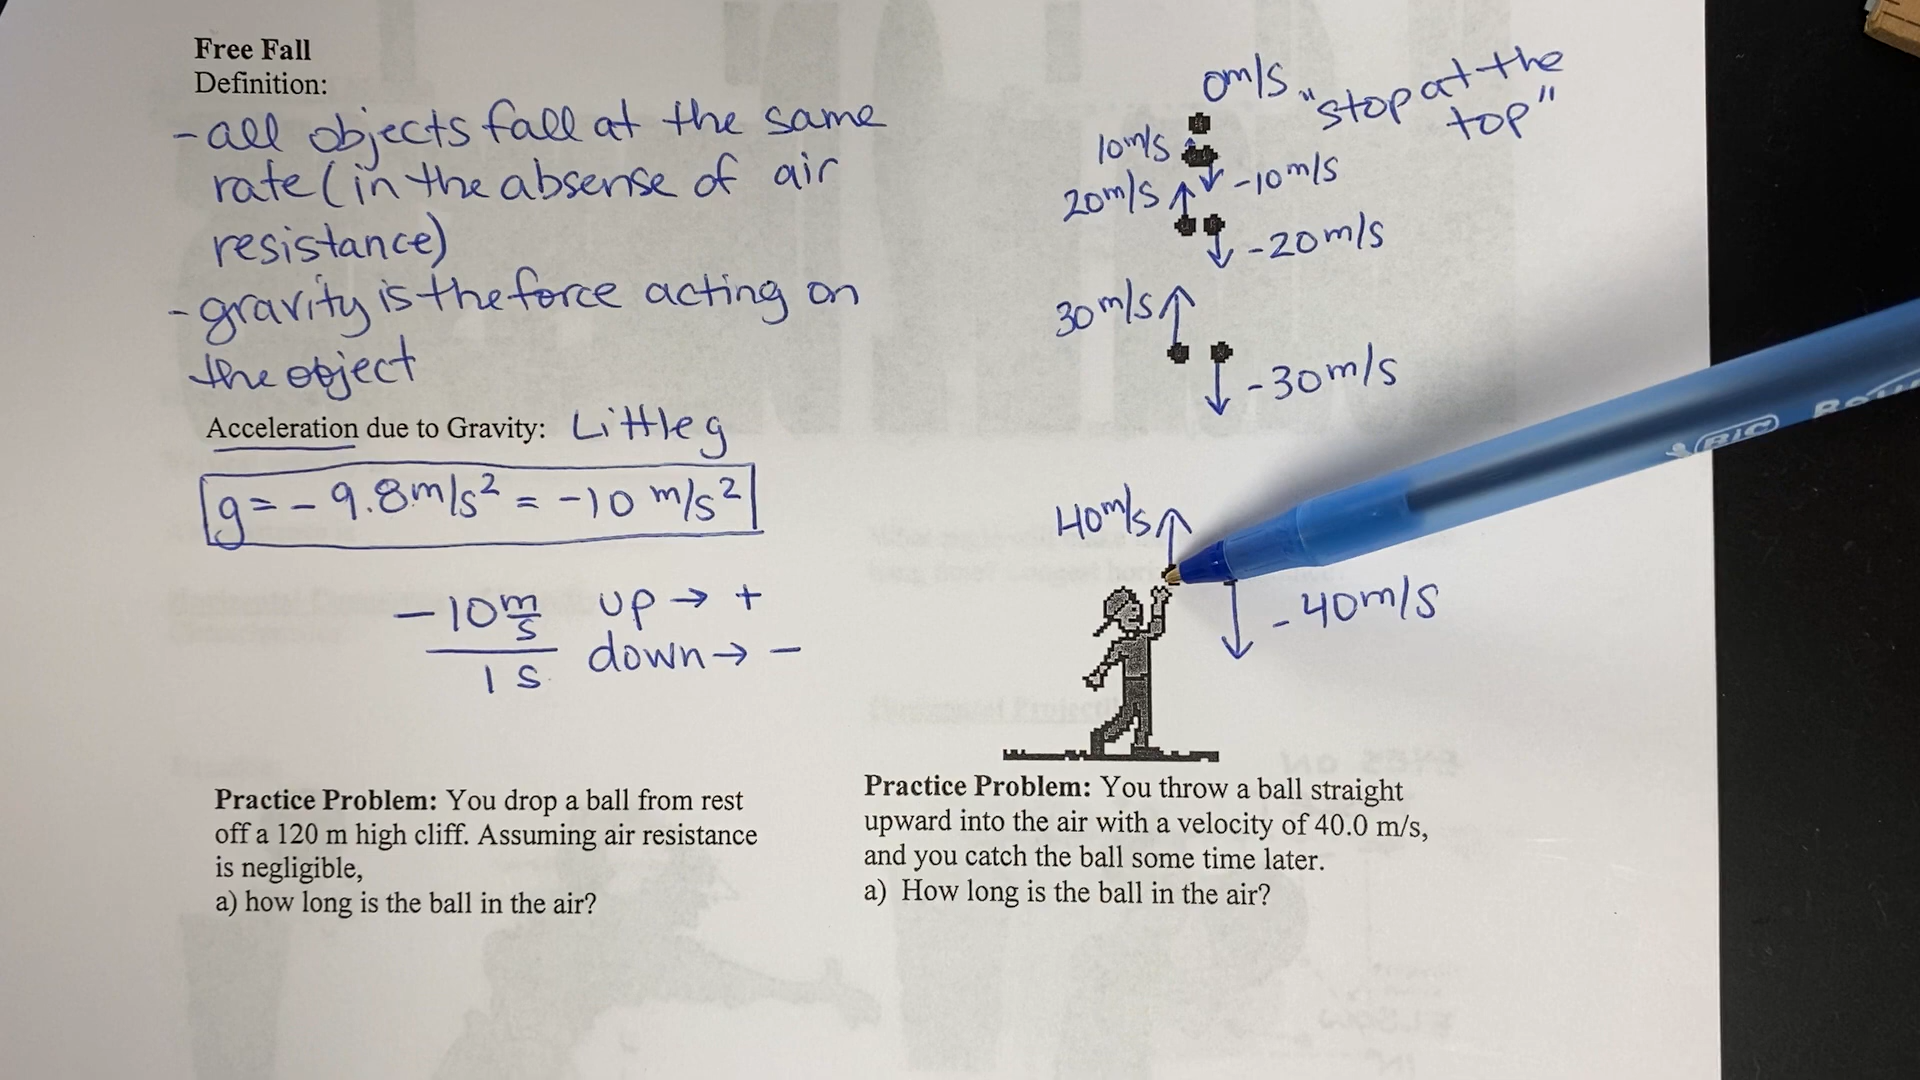 Free Fall
Definition:
- all objects fall at the same
rate (in the absense of air
resistance)
- gravity is the force acting on
the object
Acceleration due to Gravity: Little g
g = - 9.8 m/s² = -10 m/s²
-10 m/s up → +
1 s down → -
Practice Problem: You drop a ball from rest
off a 120 m high cliff. Assuming air resistance
is negligible,
a) how long is the ball in the air?
0 m/s "stop at the
top"
10 m/s
-10 m/s
20 m/s
-20 m/s
30 m/s
-30 m/s
40 m/s
-40 m/s
Practice Problem: You throw a ball straight
upward into the air with a velocity of 40.0 m/s,
and you catch the ball some time later.
a) How long is the ball in the air?
BIC